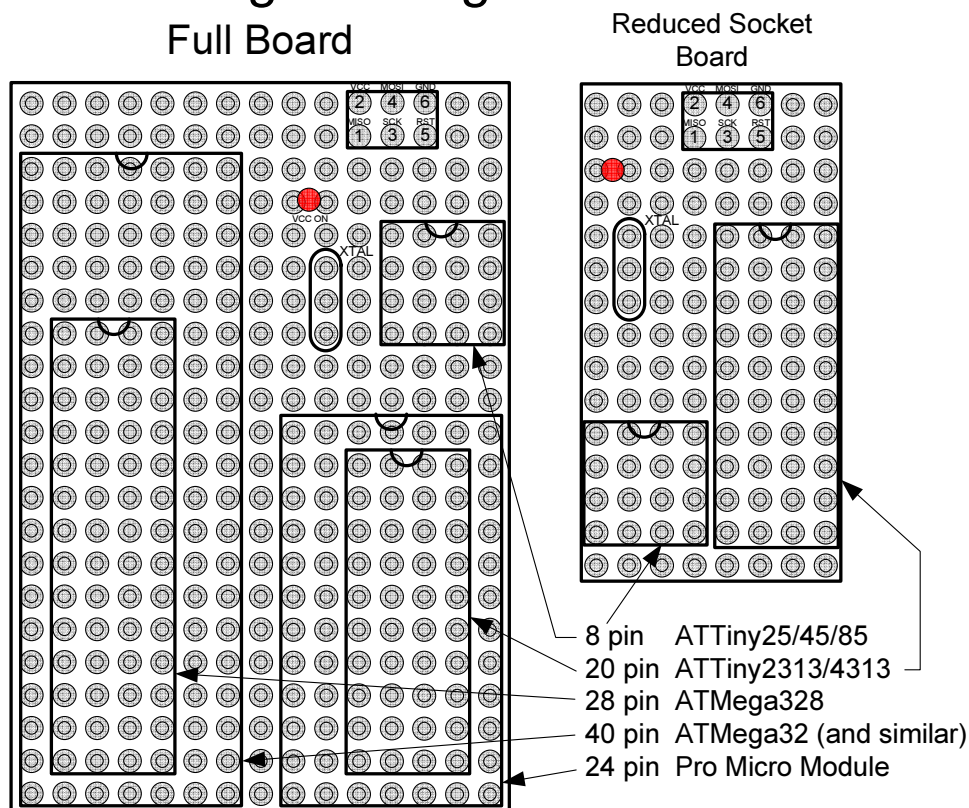 Full Board
Reduced Socket
Board
VCC MOSI GND
2 4 6
MISO SCK RST
1 3 5
VCC ON
XTAL
VCC MOSI GND
2 4 6
MISO SCK RST
1 3 5
XTAL
8 pin ATTiny25/45/85
20 pin ATTiny2313/4313
28 pin ATMega328
40 pin ATMega32 (and similar)
24 pin Pro Micro Module